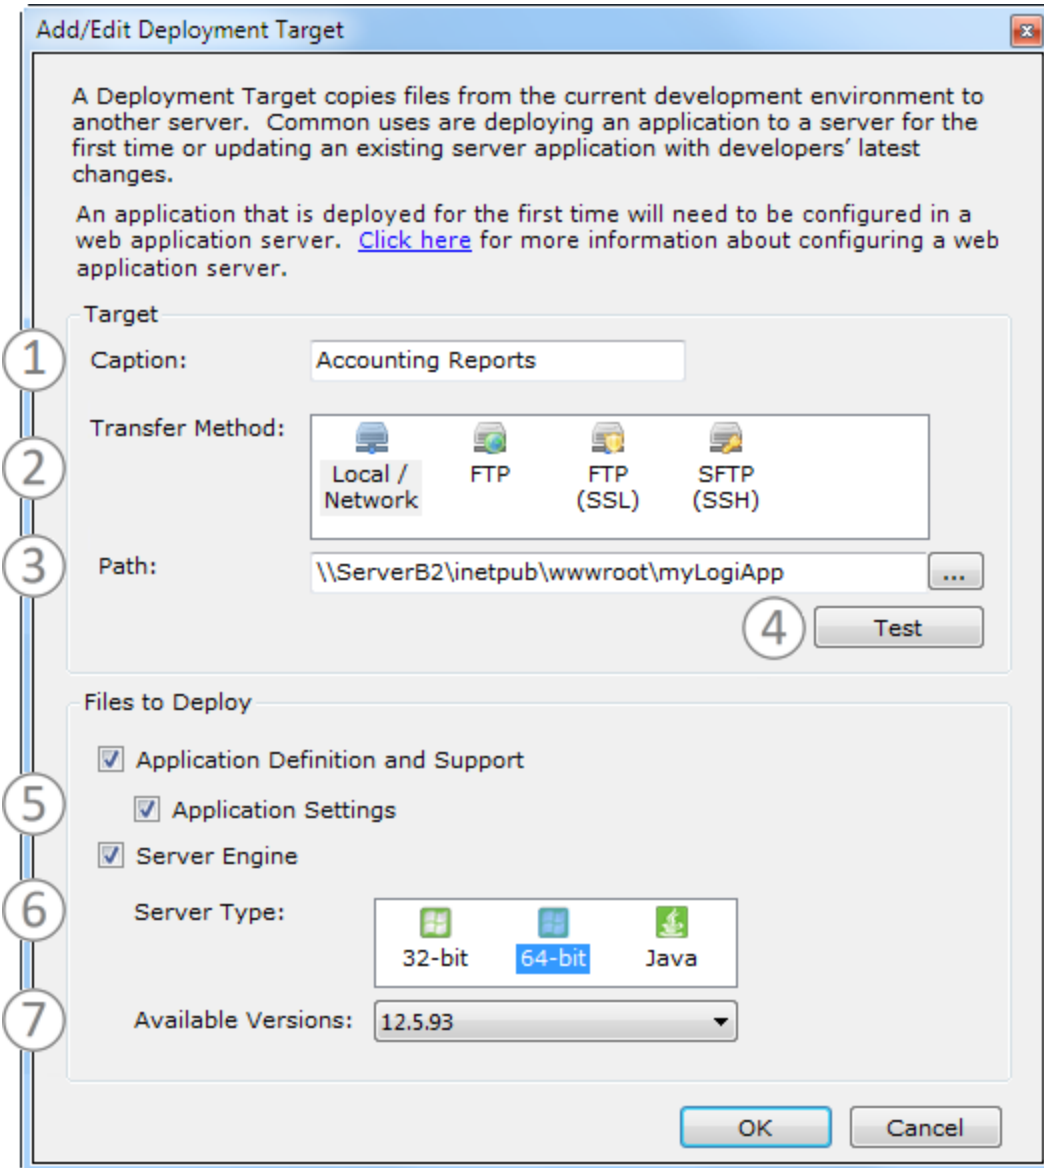 Add/Edit Deployment Target
A Deployment Target copies files from the current development environment to
another server.  Common uses are deploying an application to a server for the
first time or updating an existing server application with developers’ latest
changes.
An application that is deployed for the first time will need to be configured in a
web application server.  Click here for more information about configuring a web
application server.
Target
1 Caption: Accounting Reports
2 Transfer Method:
Local / Network
FTP
FTP (SSL)
SFTP (SSH)
3 Path: \\ServerB2\inetpub\wwwroot\myLogiApp ...
4 Test
Files to Deploy
Application Definition and Support
5 Application Settings
Server Engine
6 Server Type:
32-bit 64-bit Java
7 Available Versions: 12.5.93
OK Cancel